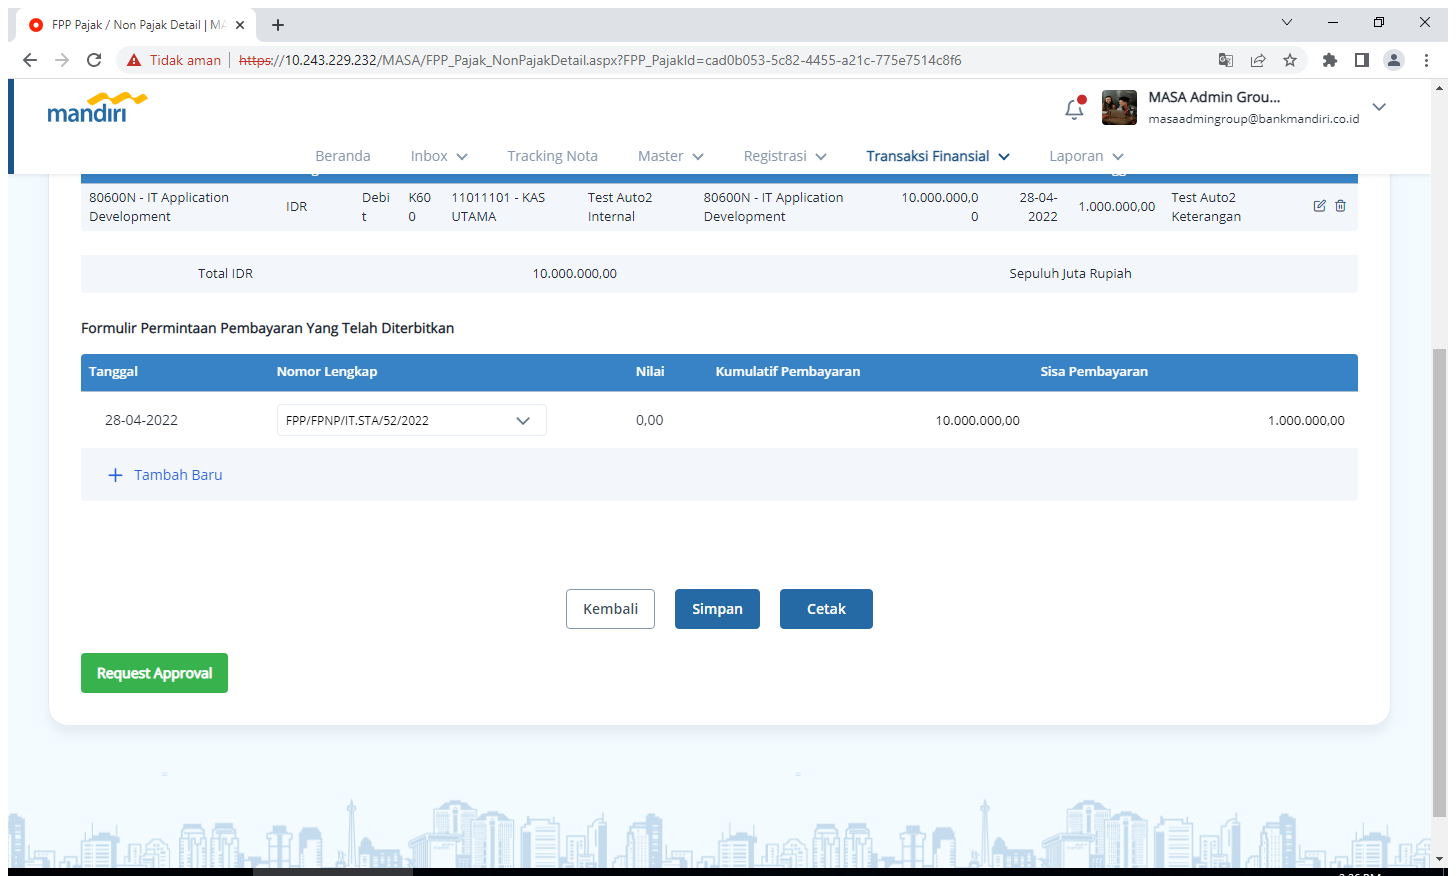 FPP Pajak / Non Pajak Detail | MA
Tidak aman
https://10.243.229.232/MASA/FPP_Pajak_NonPajakDetail.aspx?FPP_PajakId=cad0b053-5c82-4455-a21c-775e7514c8f6
mandiri
MASA Admin Grou...
masaadmingroup@bankmandiri.co.id
Beranda Inbox Tracking Nota Master Registrasi Transaksi Finansial Laporan
80600N - IT Application Development IDR Debit K600 11011101 - KAS UTAMA Test Auto2 Internal 80600N - IT Application Development 10.000.000,00 28-04-2022 1.000.000,00 Test Auto2 Keterangan
Total IDR 10.000.000,00 Sepuluh Juta Rupiah
Formulir Permintaan Pembayaran Yang Telah Diterbitkan
Tanggal Nomor Lengkap Nilai Kumulatif Pembayaran Sisa Pembayaran
28-04-2022 FPP/FPNP/IT.STA/52/2022 0,00 10.000.000,00 1.000.000,00
+ Tambah Baru
Kembali Simpan Cetak
Request Approval